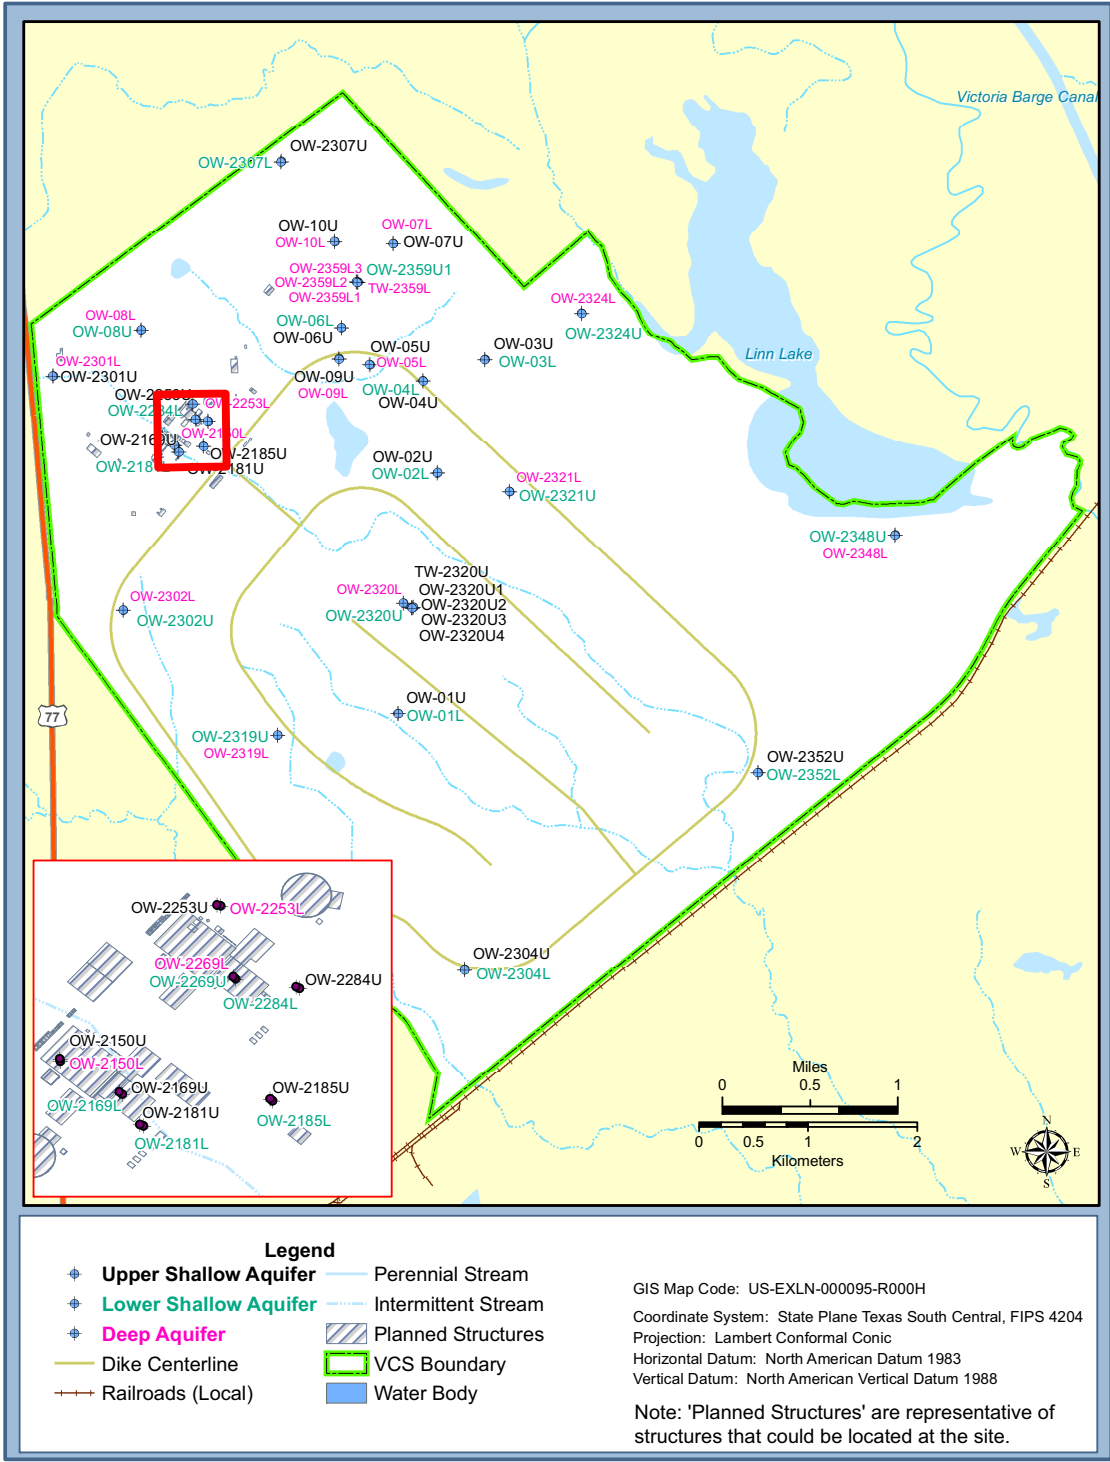 Victoria Barge Canal
OW-2307U
OW-2307L
OW-10U
OW-10L
OW-07L
OW-07U
OW-2359L3
OW-2359U1
OW-2359L2
TW-2359L
OW-2359L1
OW-2324L
OW-2324U
OW-08L
OW-08U
OW-06L
OW-06U
OW-05U
OW-05L
OW-03U
OW-03L
Linn Lake
OW-2301L
OW-2301U
OW-09U
OW-09L
OW-04L
OW-04U
OW-2253L
OW-2169U
OW-2185U
OW-2181U
OW-02U
OW-02L
OW-2321L
OW-2321U
OW-2348U
OW-2348L
TW-2320U
OW-2320L
OW-2320U1
OW-2320U
OW-2320U2
OW-2320U3
OW-2320U4
OW-2302L
OW-2302U
77
OW-01U
OW-01L
OW-2319U
OW-2319L
OW-2352U
OW-2352L
OW-2304U
OW-2304L
OW-2253U
OW-2253L
OW-2269L
OW-2269U
OW-2284U
OW-2284L
OW-2150U
OW-2150L
OW-2169U
OW-2169L
OW-2185U
OW-2185L
OW-2181U
OW-2181L
Miles
0 0.5 1
0 0.5 1 2
Kilometers
N
W E
S
Legend
Upper Shallow Aquifer
Lower Shallow Aquifer
Deep Aquifer
Dike Centerline
Railroads (Local)
Perennial Stream
Intermittent Stream
Planned Structures
VCS Boundary
Water Body
GIS Map Code: US-EXLN-000095-R000H
Coordinate System: State Plane Texas South Central, FIPS 4204
Projection: Lambert Conformal Conic
Horizontal Datum: North American Datum 1983
Vertical Datum: North American Vertical Datum 1988
Note: 'Planned Structures' are representative of
structures that could be located at the site.